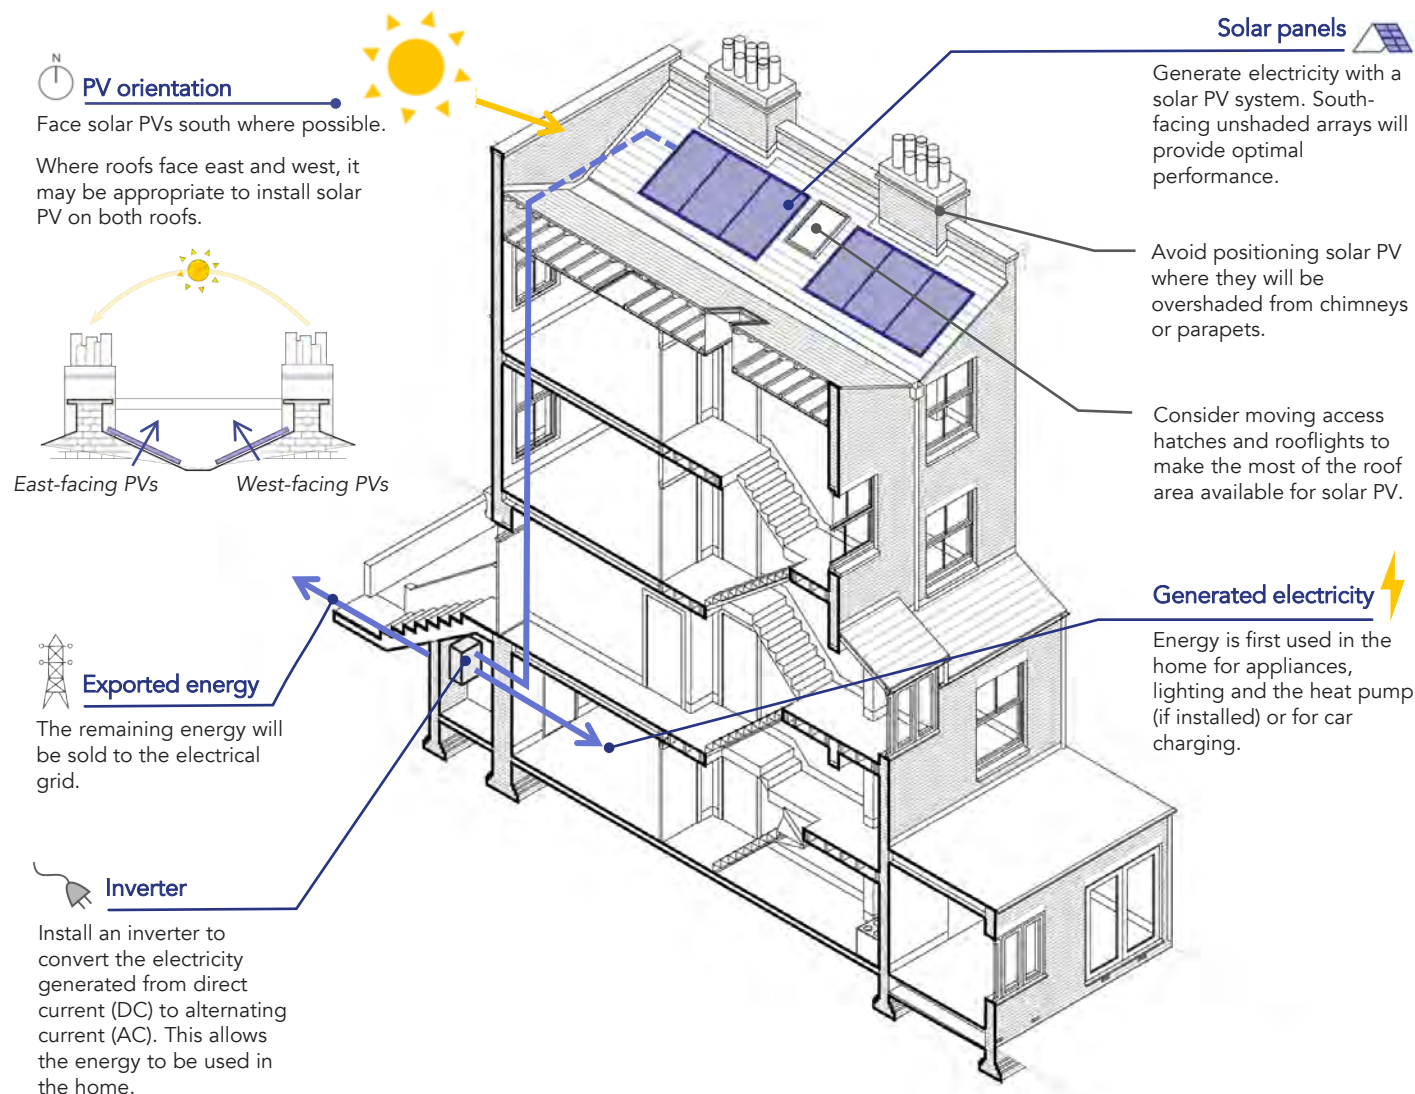 N
PV orientation
Face solar PVs south where possible.
Where roofs face east and west, it
may be appropriate to install solar
PV on both roofs.
East-facing PVs
West-facing PVs
Exported energy
The remaining energy will
be sold to the electrical
grid.
Inverter
Install an inverter to
convert the electricity
generated from direct
current (DC) to alternating
current (AC). This allows
the energy to be used in
the home.
Solar panels
Generate electricity with a
solar PV system. South-
facing unshaded arrays will
provide optimal
performance.
Avoid positioning solar PV
where they will be
overshaded from chimneys
or parapets.
Consider moving access
hatches and rooflights to
make the most of the roof
area available for solar PV.
Generated electricity
Energy is first used in the
home for appliances,
lighting and the heat pump
(if installed) or for car
charging.